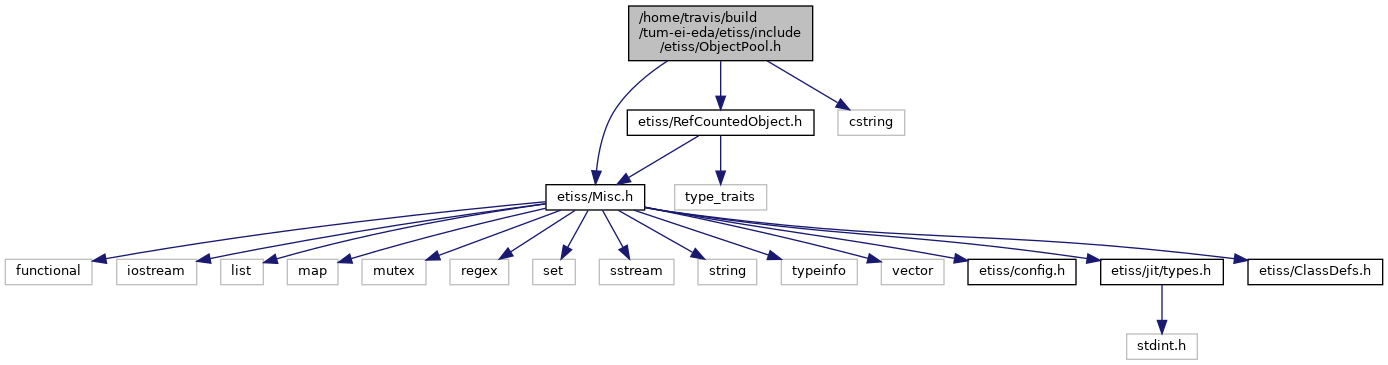 /home/travis/build
/tum-ei-eda/etiss/include
/etiss/ObjectPool.h
etiss/RefCountedObject.h
cstring
etiss/Misc.h
type_traits
functional
iostream
list
map
mutex
regex
set
sstream
string
typeinfo
vector
etiss/config.h
etiss/jit/types.h
etiss/ClassDefs.h
stdint.h